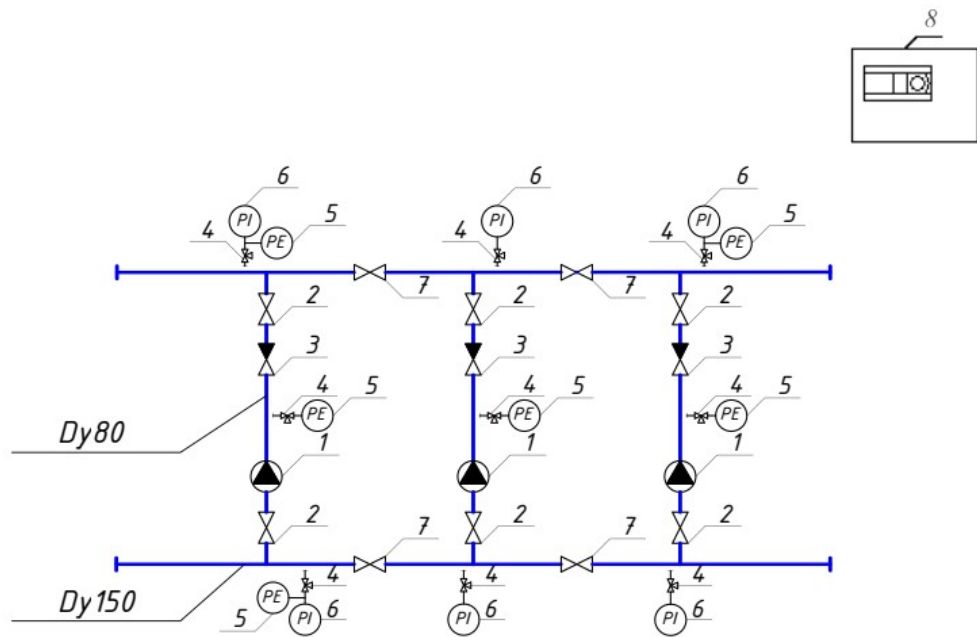 8
6 6 6
4 PI PE 5 4 PI 4 PI PE 5
7 7
2 2 2
3 3 3
4 PE 5 4 PE 5 4 PE 5
Dy80
1 1 1
2 7 2 7 2
Dy150
4 4 4
5 PE PI 6 PI 6 PI 6